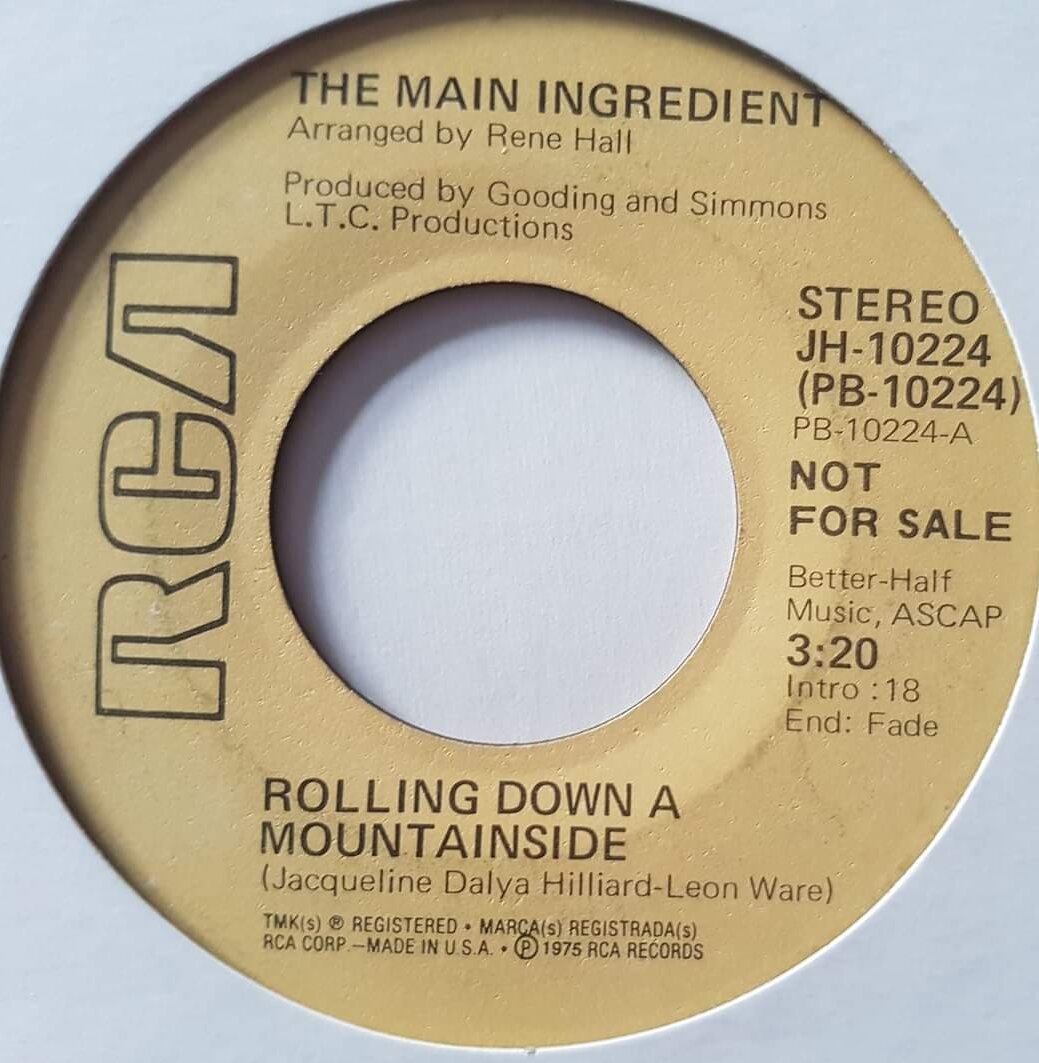 THE MAIN INGREDIENT
Arranged by Rene Hall
Produced by Gooding and Simmons
L.T.C. Productions
RCA
STEREO
JH-10224
(PB-10224)
PB-10224-A
NOT
FOR SALE
Better-Half
Music, ASCAP
3:20
Intro :18
End: Fade
ROLLING DOWN A
MOUNTAINSIDE
(Jacqueline Dalya Hilliard-Leon Ware)
TMK(s) ® REGISTERED • MARCA(s) REGISTRADA(s)
RCA CORP.—MADE IN U.S.A. • Ⓟ 1975 RCA RECORDS